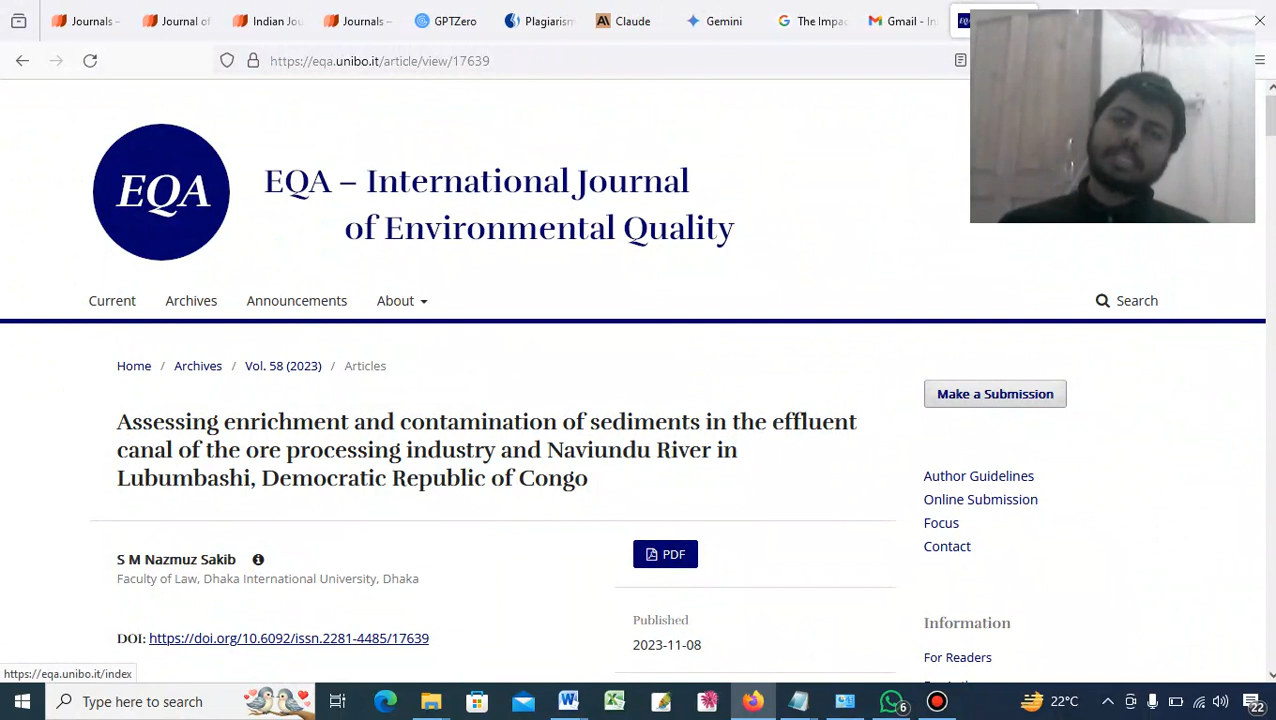 Journals –
Journal of
Indian Jou
Journals –
GPTZero
Plagiarism
Claude
Gemini
The Impa
Gmail - In
EQ
https://eqa.unibo.it/article/view/17639
EQA
EQA – International Journal
of Environmental Quality
Current
Archives
Announcements
About
Search
Home / Archives / Vol. 58 (2023) / Articles
Make a Submission
Assessing enrichment and contamination of sediments in the effluent
canal of the ore processing industry and Naviundu River in
Lubumbashi, Democratic Republic of Congo
Author Guidelines
Online Submission
Focus
Contact
S M Nazmuz Sakib
Faculty of Law, Dhaka International University, Dhaka
PDF
DOI: https://doi.org/10.6092/issn.2281-4485/17639
Published
2023-11-08
Information
For Readers
https://eqa.unibo.it/index
Type here to search
6
22°C
22